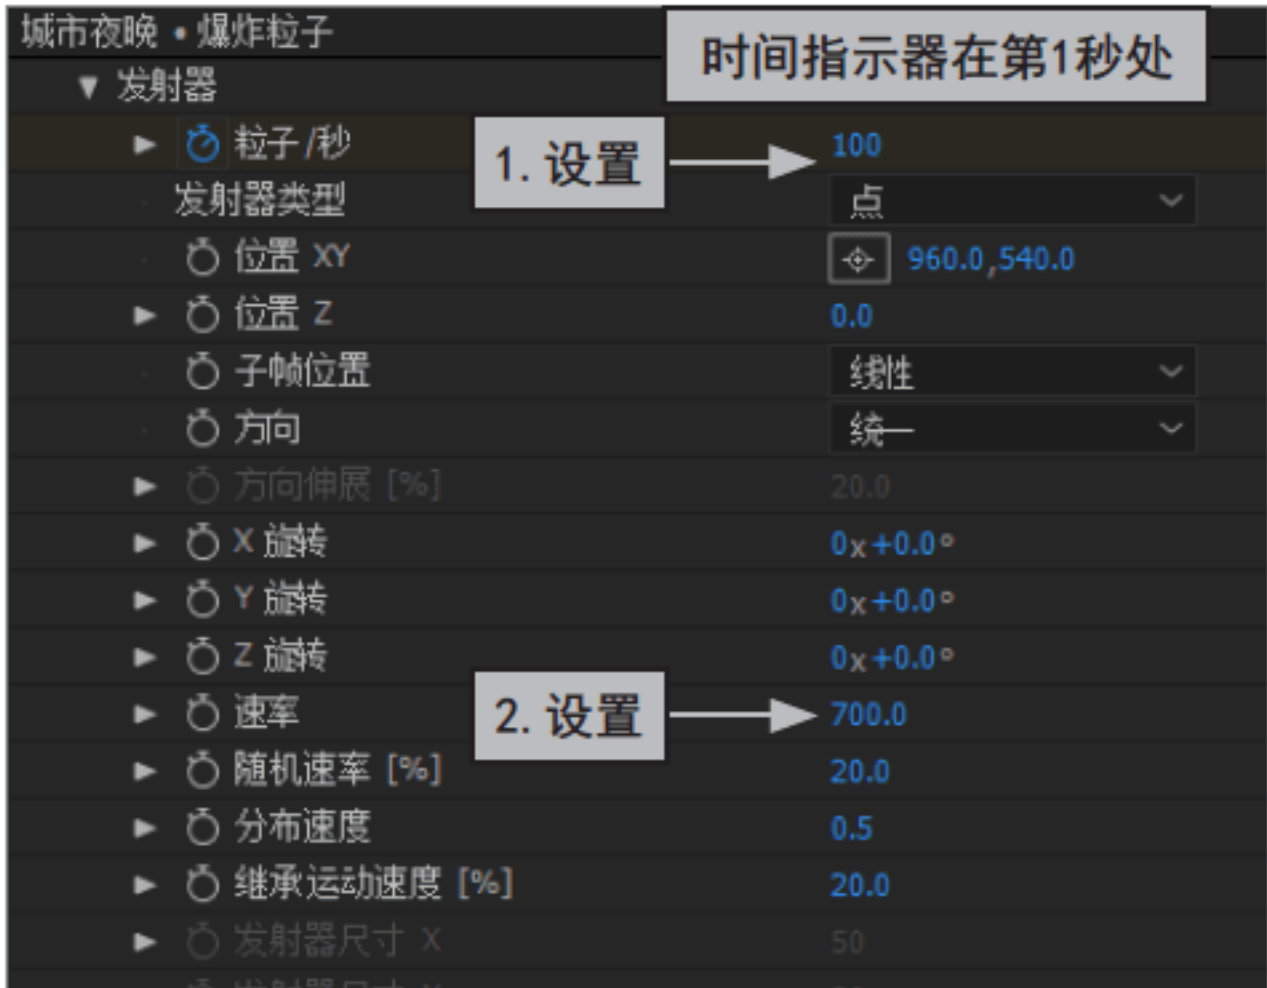 城市夜晚 • 爆炸粒子
时间指示器在第1秒处
发射器
粒子/秒 1. 设置 100
发射器类型 点
位置 XY 960.0,540.0
位置 Z 0.0
子帧位置 线性
方向 统一
方向伸展 [%] 20.0
X 旋转 0x+0.0°
Y 旋转 0x+0.0°
Z 旋转 0x+0.0°
速率 2. 设置 700.0
随机速率 [%] 20.0
分布速度 0.5
继承运动速度 [%] 20.0
发射器尺寸 X 50